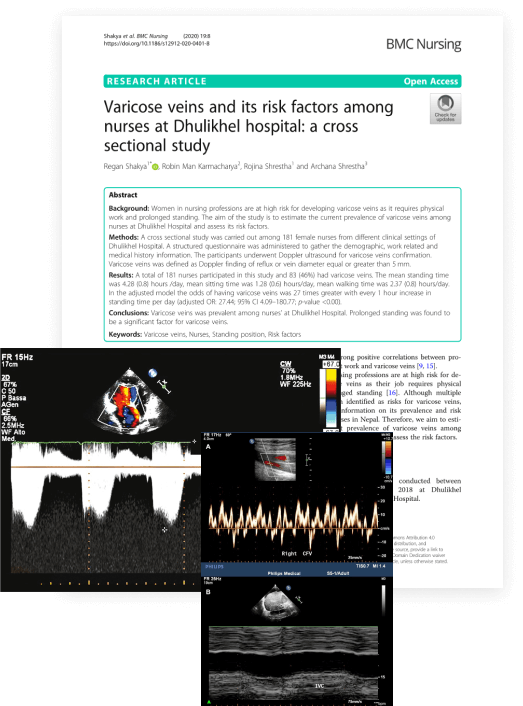 Shakya et al. BMC Nursing (2020) 19:8
https://doi.org/10.1186/s12912-020-0401-8
BMC Nursing
RESEARCH ARTICLE Open Access
Check for
updates
Varicose veins and its risk factors among
nurses at Dhulikhel hospital: a cross
sectional study
Regan Shakya1*, Robin Man Karmacharya2, Rojina Shrestha1 and Archana Shrestha3
Abstract
Background: Women in nursing professions are at high risk for developing varicose veins as it requires physical
work and prolonged standing. The aim of the study is to estimate the current prevalence of varicose veins among
nurses at Dhulikhel Hospital and assess its risk factors.
Methods: A cross sectional study was carried out among 181 female nurses from different clinical settings of
Dhulikhel Hospital. A structured questionnaire was administered to gather the demographic, work related and
medical history information. The participants underwent Doppler ultrasound for varicose veins confirmation.
Varicose veins was defined as Doppler finding of reflux or vein diameter equal or greater than 5 mm.
Results: A total of 181 nurses participated in this study and 83 (46%) had varicose veins. The mean standing time
was 4.28 (0.8) hours /day, mean sitting time was 1.28 (0.6) hours/day, mean walking time was 2.37 (0.8) hours/day.
In the adjusted model the odds of having varicose veins was 27 times greater with every 1 hour increase in
standing time per day (adjusted OR: 27.44; 95% CI 4.09–180.77; p-value <0.00).
Conclusions: Varicose veins was prevalent among nurses' at Dhulikhel Hospital. Prolonged standing was found to
be a significant factor for varicose veins.
Keywords: Varicose veins, Nurses, Standing position, Risk factors
rong positive correlations between pro-
work and varicose veins [9, 15].
sing professions are at high risk for de-
veins as their job requires physical
nged standing [16]. Although multiple
identified as risks for varicose veins,
information on its prevalence and risk
ses in Nepal. Therefore, we aim to esti-
prevalence of varicose veins among
ssess the risk factors.
conducted between
2018 at Dhulikhel
Hospital.
FR 15Hz
17cm
2D
67%
C 50
P Bassa
AGen
CF
66%
2.5MHz
WF Alto
Med
CW
70%
1.8MHz
WF 225Hz
M3 M4
+67.0
FR 17Hz
A
Right CFV
PHILIPS
Philips Medical S5-1/Adult
TIS0.7 MI 1.4
FR 35Hz
B
IVC
-15
75mm/s